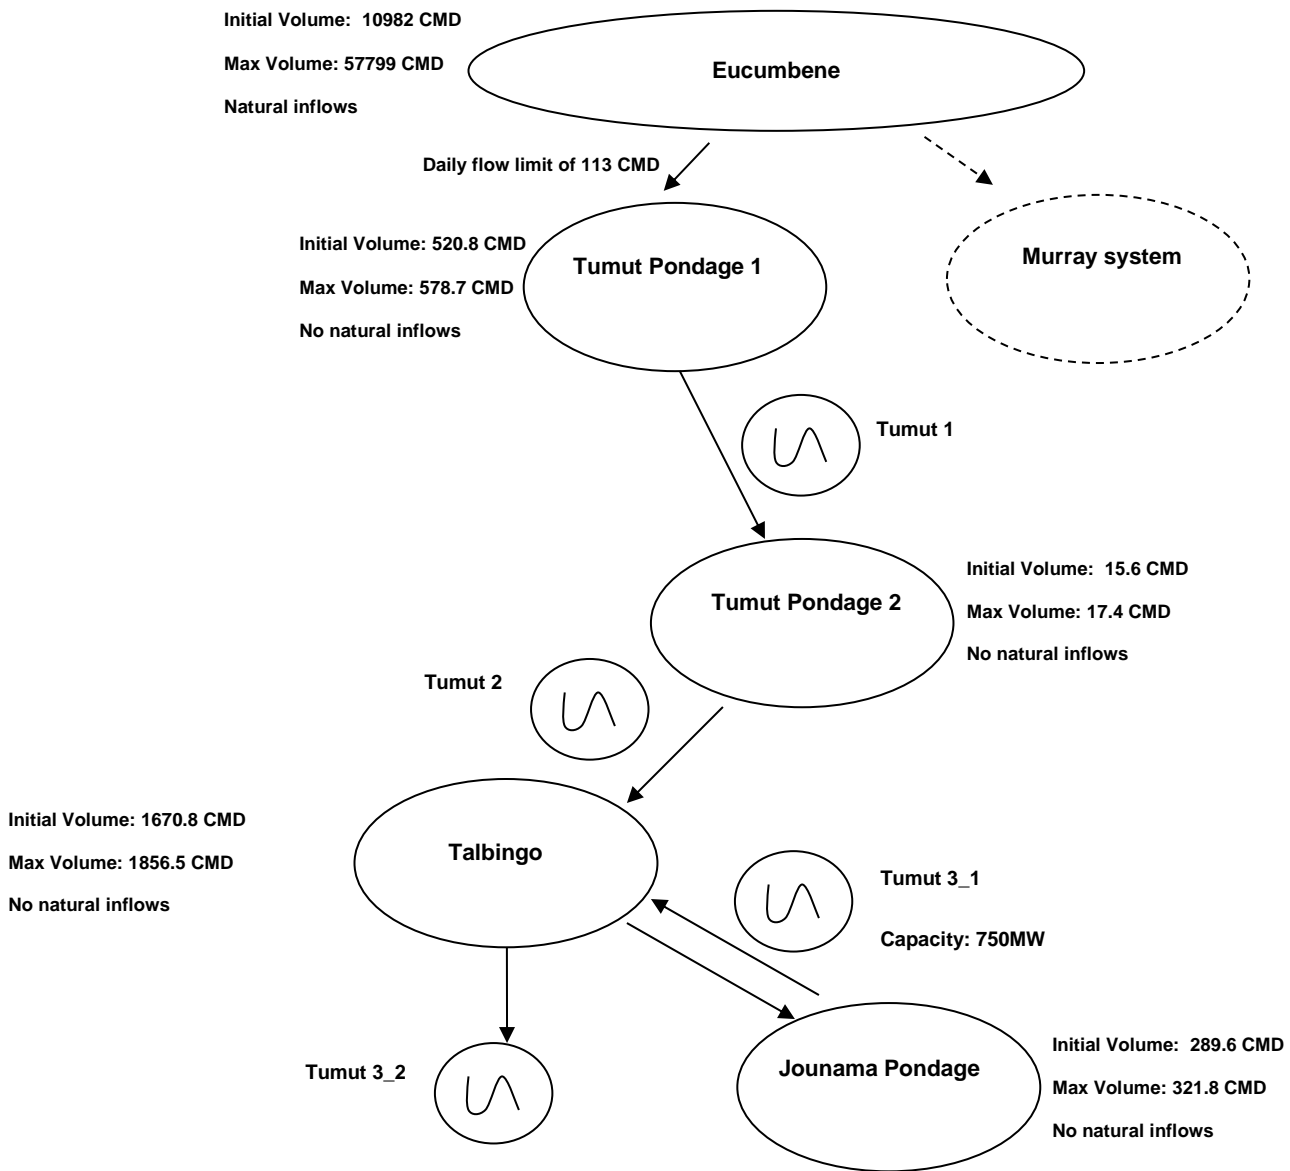 Initial Volume: 10982 CMD
Max Volume: 57799 CMD
Natural inflows
Eucumbene
Daily flow limit of 113 CMD
Initial Volume: 520.8 CMD
Max Volume: 578.7 CMD
No natural inflows
Tumut Pondage 1
Murray system
Tumut 1
Tumut Pondage 2
Initial Volume: 15.6 CMD
Max Volume: 17.4 CMD
No natural inflows
Tumut 2
Initial Volume: 1670.8 CMD
Max Volume: 1856.5 CMD
No natural inflows
Talbingo
Tumut 3_1
Capacity: 750MW
Tumut 3_2
Jounama Pondage
Initial Volume: 289.6 CMD
Max Volume: 321.8 CMD
No natural inflows